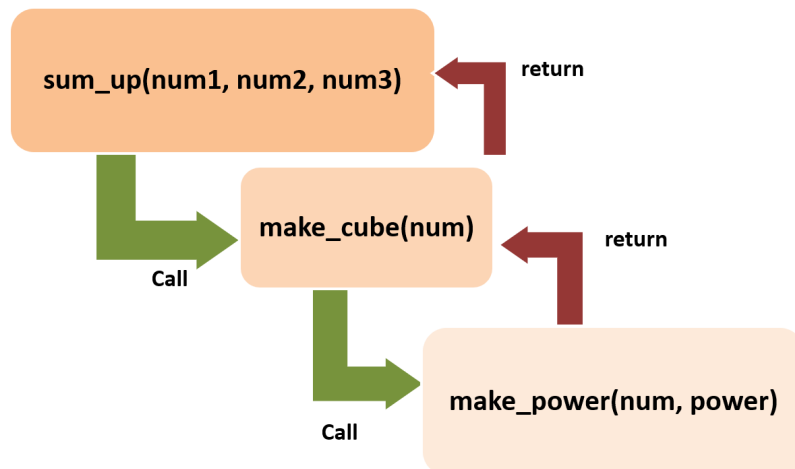 sum_up(num1, num2, num3)
return
make_cube(num)
return
Call
make_power(num, power)
Call